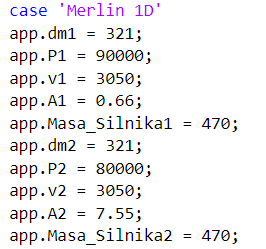 case 'Merlin 1D'
app.dm1 = 321;
app.P1 = 90000;
app.v1 = 3050;
app.A1 = 0.66;
app.Masa_Silnika1 = 470;
app.dm2 = 321;
app.P2 = 80000;
app.v2 = 3050;
app.A2 = 7.55;
app.Masa_Silnika2 = 470;